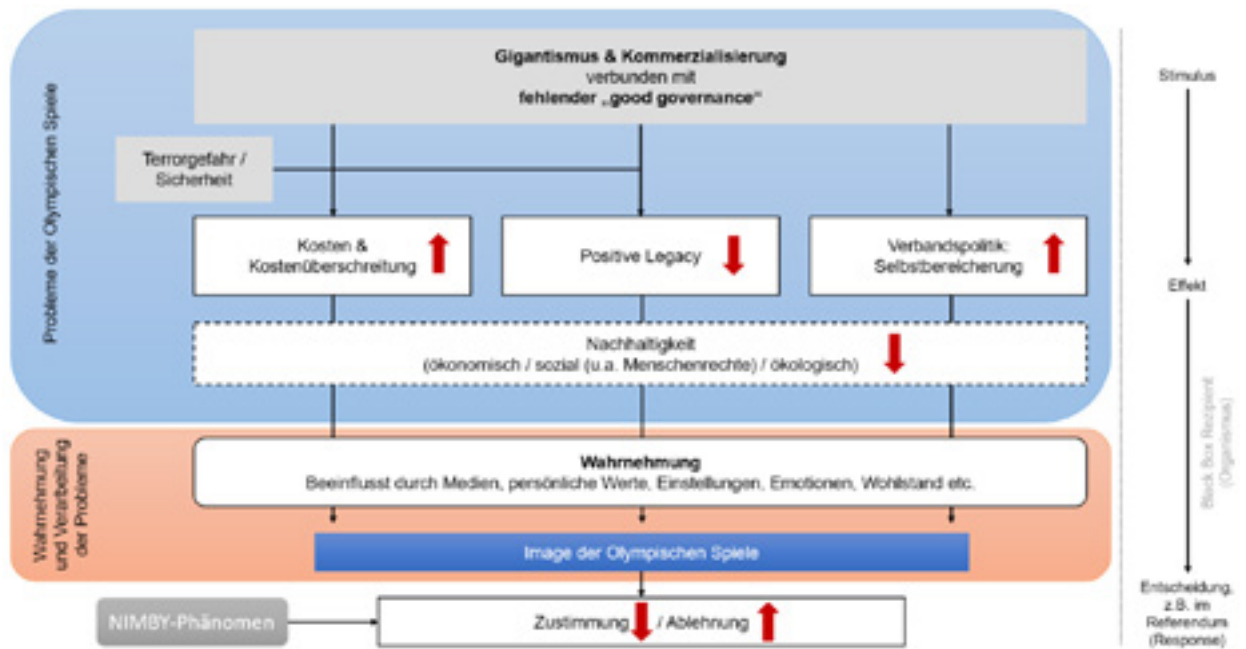 Probleme der Olympischen Spiele
Gigantismus & Kommerzialisierung
verbunden mit
fehlender „good governance“
Terrorgefahr /
Sicherheit
Kosten &
Kostenüberschreitung
Positive Legacy
Verbandspolitik:
Selbstbereicherung
Nachhaltigkeit
(ökonomisch / sozial (u.a. Menschenrechte) / ökologisch)
Wahrnehmung
und Verarbeitung
der Probleme
Wahrnehmung
Beeinflusst durch Medien, persönliche Werte, Einstellungen, Emotionen, Wohlstand etc.
Image der Olympischen Spiele
NIMBY-Phänomen
Zustimmung / Ablehnung
Stimulus
Effekt
Black Box Rezipient
(Organismus)
Entscheidung,
z.B. im
Referendum
(Response)